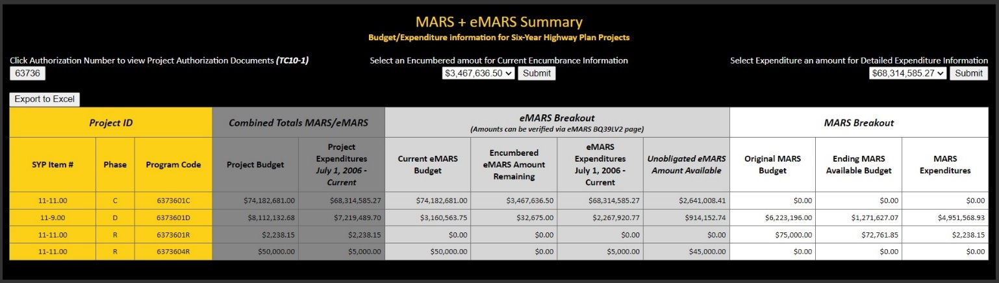 MARS + eMARS Summary
Budget/Expenditure information for Six-Year Highway Plan Projects
Click Authorization Number to view Project Authorization Documents (TC10-1)
63736
Select an Encumbered amout for Current Encumbrance Information
$3,467,636.50 Submit
Select Expenditure an amount for Detailed Expenditure Information
$68,314,585.27 Submit
Export to Excel
Project ID Combined Totals MARS/eMARS eMARS Breakout MARS Breakout
(Amounts can be verified via eMARS BQ39LV2 page)
SYP Item # Phase Program Code Project Budget Project Expenditures July 1, 2006 - Current Current eMARS Budget Encumbered eMARS Amount Remaining eMARS Expenditures July 1, 2006 - Current Unobligated eMARS Amount Available Original MARS Budget Ending MARS Available Budget MARS Expenditures
11-11.00 C 6373601C $74,182,681.00 $68,314,585.27 $74,182,681.00 $3,467,636.50 $68,314,585.27 $2,641,008.41 $0.00 $0.00 $0.00
11-9.00 D 6373601D $8,112,132.68 $7,219,489.70 $3,160,563.75 $32,675.00 $2,267,920.77 $914,152.74 $6,223,196.00 $1,271,627.07 $4,951,568.93
11-11.00 R 6373601R $2,238.15 $2,238.15 $0.00 $0.00 $0.00 $0.00 $75,000.00 $72,761.85 $2,238.15
11-11.00 R 6373604R $50,000.00 $5,000.00 $50,000.00 $0.00 $5,000.00 $45,000.00 $0.00 $0.00 $0.00